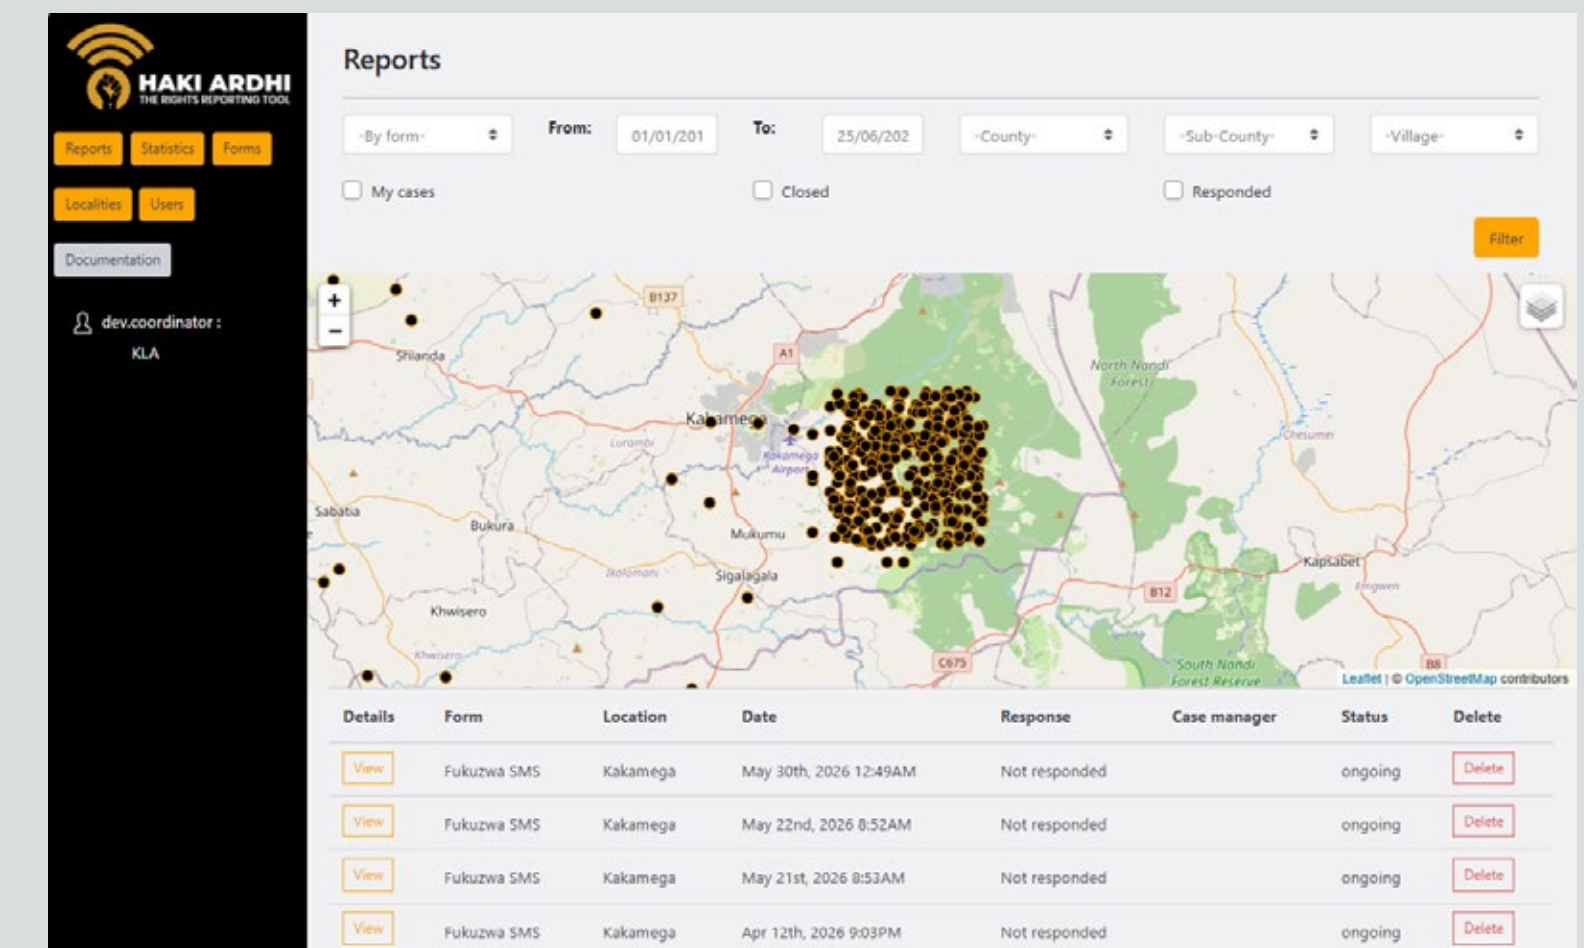 HAKI ARDHI
THE RIGHTS REPORTING TOOL
Reports Statistics Forms
Localities Users
Documentation
dev.coordinator :
KLA
Reports
-By form- From: 01/01/201 To: 25/06/202 -County- -Sub-County- -Village-
My cases Closed Responded
Filter
+
−
B137
Shianda
A1
North Nandi
Forest
Kakamega
Lurambi
Kakamega
Airport
Chesumei
Sabatia
Bukura
Mukumu
Ikolomani
Sigalagala
Kapsabet
Emgwen
B12
Khwisero
Khwisero
C675
South Nandi
Forest Reserve
B8
Leaflet | © OpenStreetMap contributors
Details Form Location Date Response Case manager Status Delete
View Fukuzwa SMS Kakamega May 30th, 2026 12:49AM Not responded ongoing Delete
View Fukuzwa SMS Kakamega May 22nd, 2026 8:52AM Not responded ongoing Delete
View Fukuzwa SMS Kakamega May 21st, 2026 8:53AM Not responded ongoing Delete
View Fukuzwa SMS Kakamega Apr 12th, 2026 9:03PM Not responded ongoing Delete